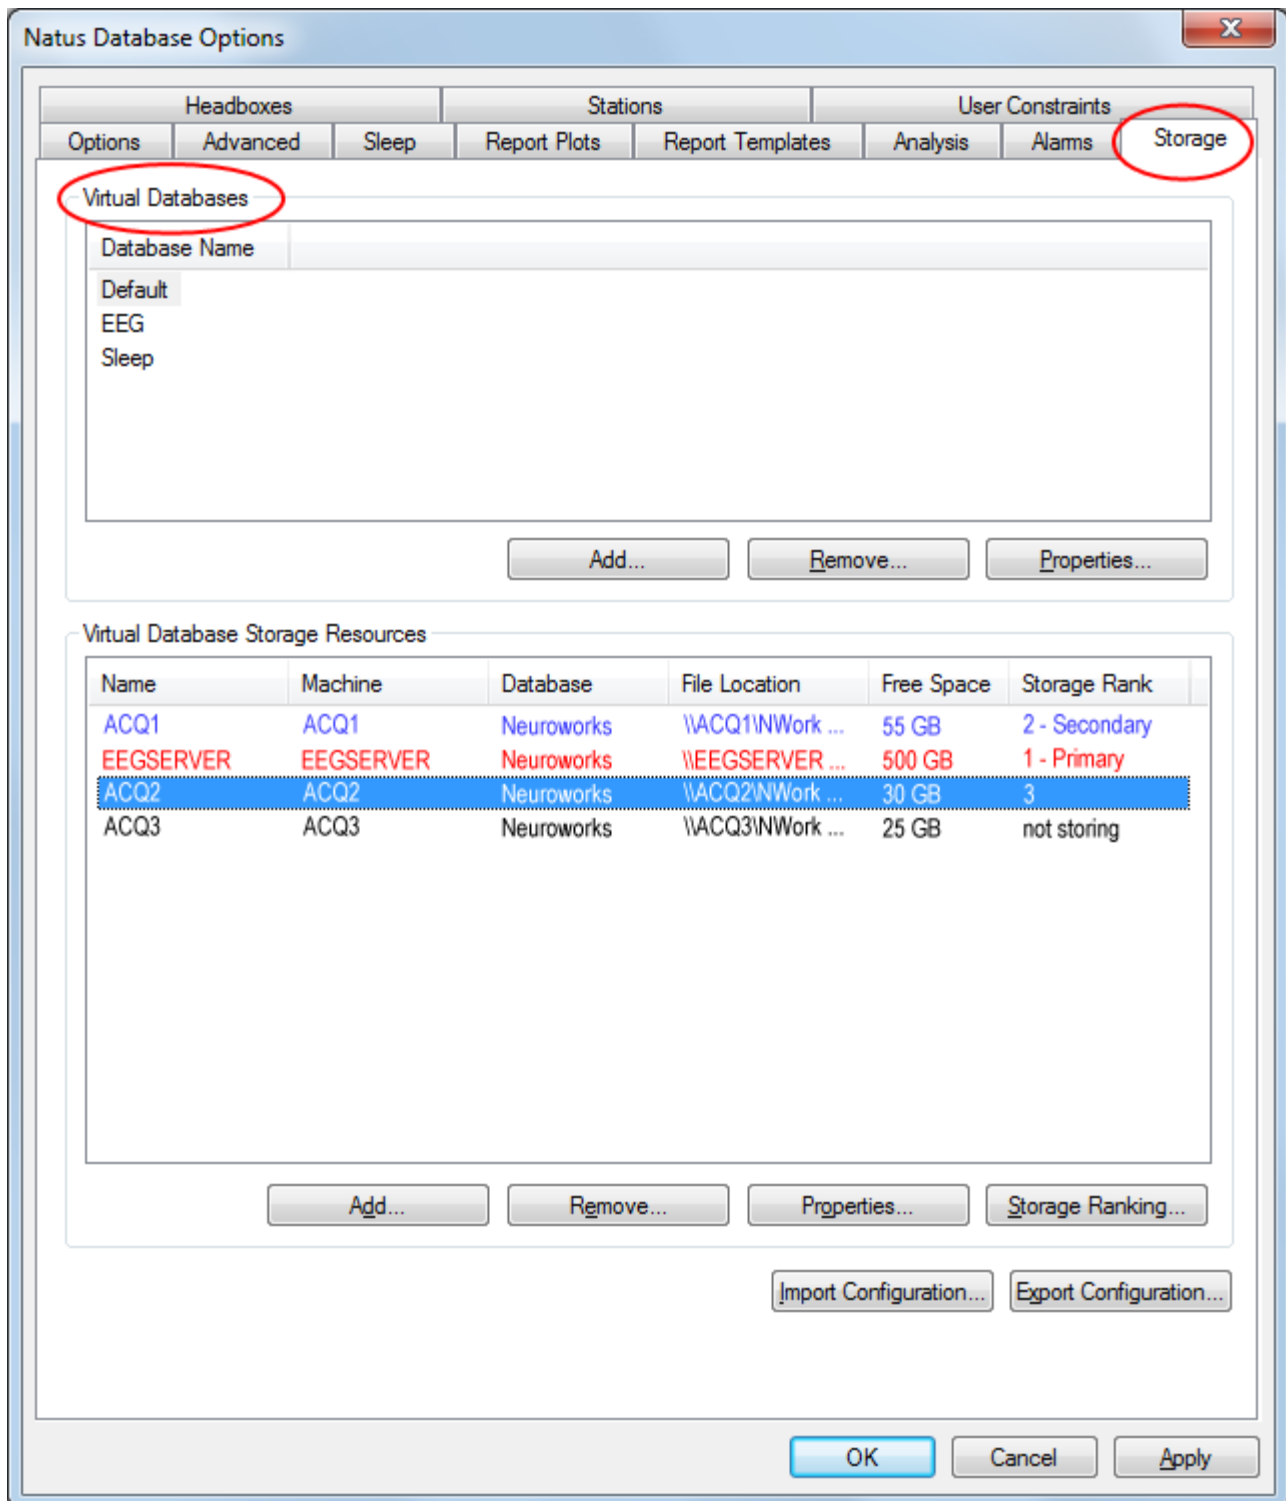 Natus Database Options
x
Headboxes Stations User Constraints
Options Advanced Sleep Report Plots Report Templates Analysis Alarms Storage
Virtual Databases
Database Name
Default
EEG
Sleep
Add... Remove... Properties...
Virtual Database Storage Resources
Name Machine Database File Location Free Space Storage Rank
ACQ1 ACQ1 Neuroworks \\ACQ1\NWork ... 55 GB 2 - Secondary
EEGSERVER EEGSERVER Neuroworks \\EEGSERVER ... 500 GB 1 - Primary
ACQ2 ACQ2 Neuroworks \\ACQ2\NWork ... 30 GB 3
ACQ3 ACQ3 Neuroworks \\ACQ3\NWork ... 25 GB not storing
Add... Remove... Properties... Storage Ranking...
Import Configuration... Export Configuration...
OK Cancel Apply